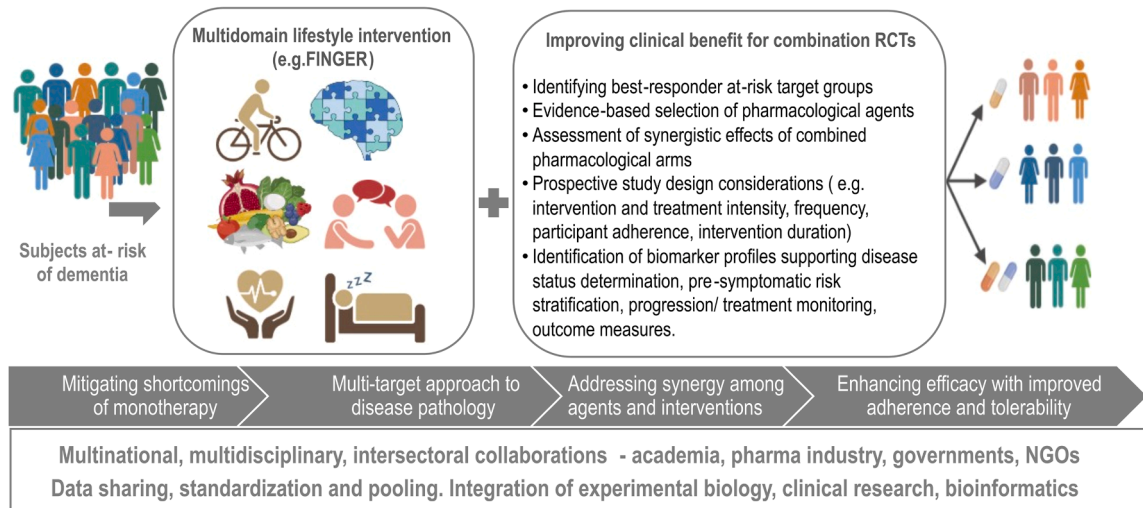 Multidomain lifestyle intervention
(e.g.FINGER)
Subjects at- risk
of dementia
zzz
Improving clinical benefit for combination RCTs
• Identifying best-responder at-risk target groups
• Evidence-based selection of pharmacological agents
• Assessment of synergistic effects of combined
pharmacological arms
• Prospective study design considerations ( e.g.
intervention and treatment intensity, frequency,
participant adherence, intervention duration)
• Identification of biomarker profiles supporting disease
status determination, pre-symptomatic risk
stratification, progression/ treatment monitoring,
outcome measures.
Mitigating shortcomings
of monotherapy
Multi-target approach to
disease pathology
Addressing synergy among
agents and interventions
Enhancing efficacy with improved
adherence and tolerability
Multinational, multidisciplinary, intersectoral collaborations - academia, pharma industry, governments, NGOs
Data sharing, standardization and pooling. Integration of experimental biology, clinical research, bioinformatics